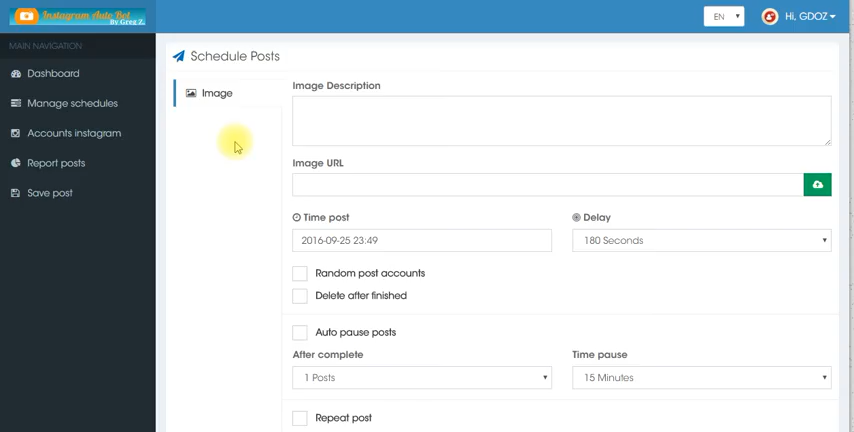 Instagram Auto Bot
By Greg Z.
EN
Hi, GDOZ
MAIN NAVIGATION
Dashboard
Manage schedules
Accounts instagram
Report posts
Save post
Schedule Posts
Image
Image Description
Image URL
Time post
Delay
2016-09-25 23:49
180 Seconds
Random post accounts
Delete after finished
Auto pause posts
After complete
Time pause
1 Posts
15 Minutes
Repeat post